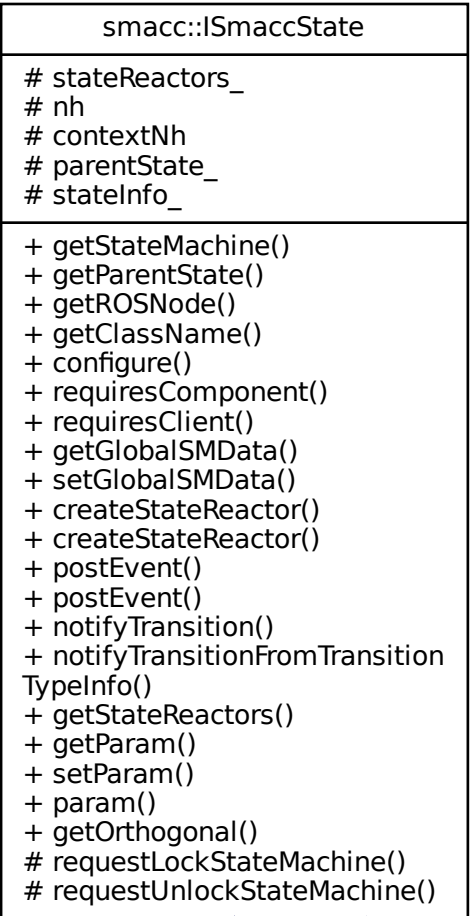 smacc::ISmaccState
# stateReactors_
# nh
# contextNh
# parentState_
# stateInfo_
+ getStateMachine()
+ getParentState()
+ getROSNode()
+ getClassName()
+ configure()
+ requiresComponent()
+ requiresClient()
+ getGlobalSMData()
+ setGlobalSMData()
+ createStateReactor()
+ createStateReactor()
+ postEvent()
+ postEvent()
+ notifyTransition()
+ notifyTransitionFromTransition
TypeInfo()
+ getStateReactors()
+ getParam()
+ setParam()
+ param()
+ getOrthogonal()
# requestLockStateMachine()
# requestUnlockStateMachine()